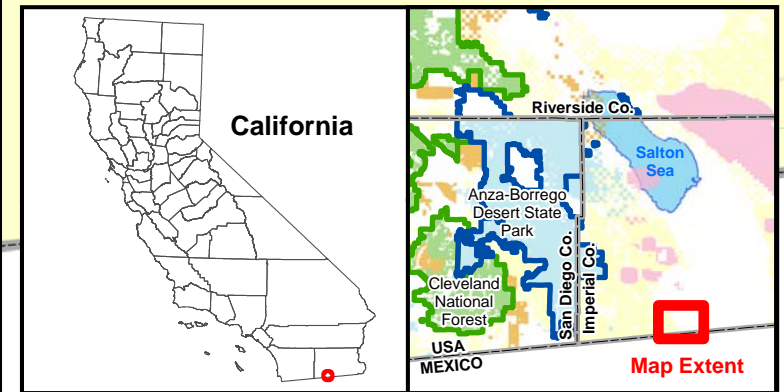 California
Riverside Co.
Salton
Sea
Anza-Borrego
Desert State
Park
San Diego Co.
Imperial Co.
Cleveland
National
Forest
USA
MEXICO
Map Extent